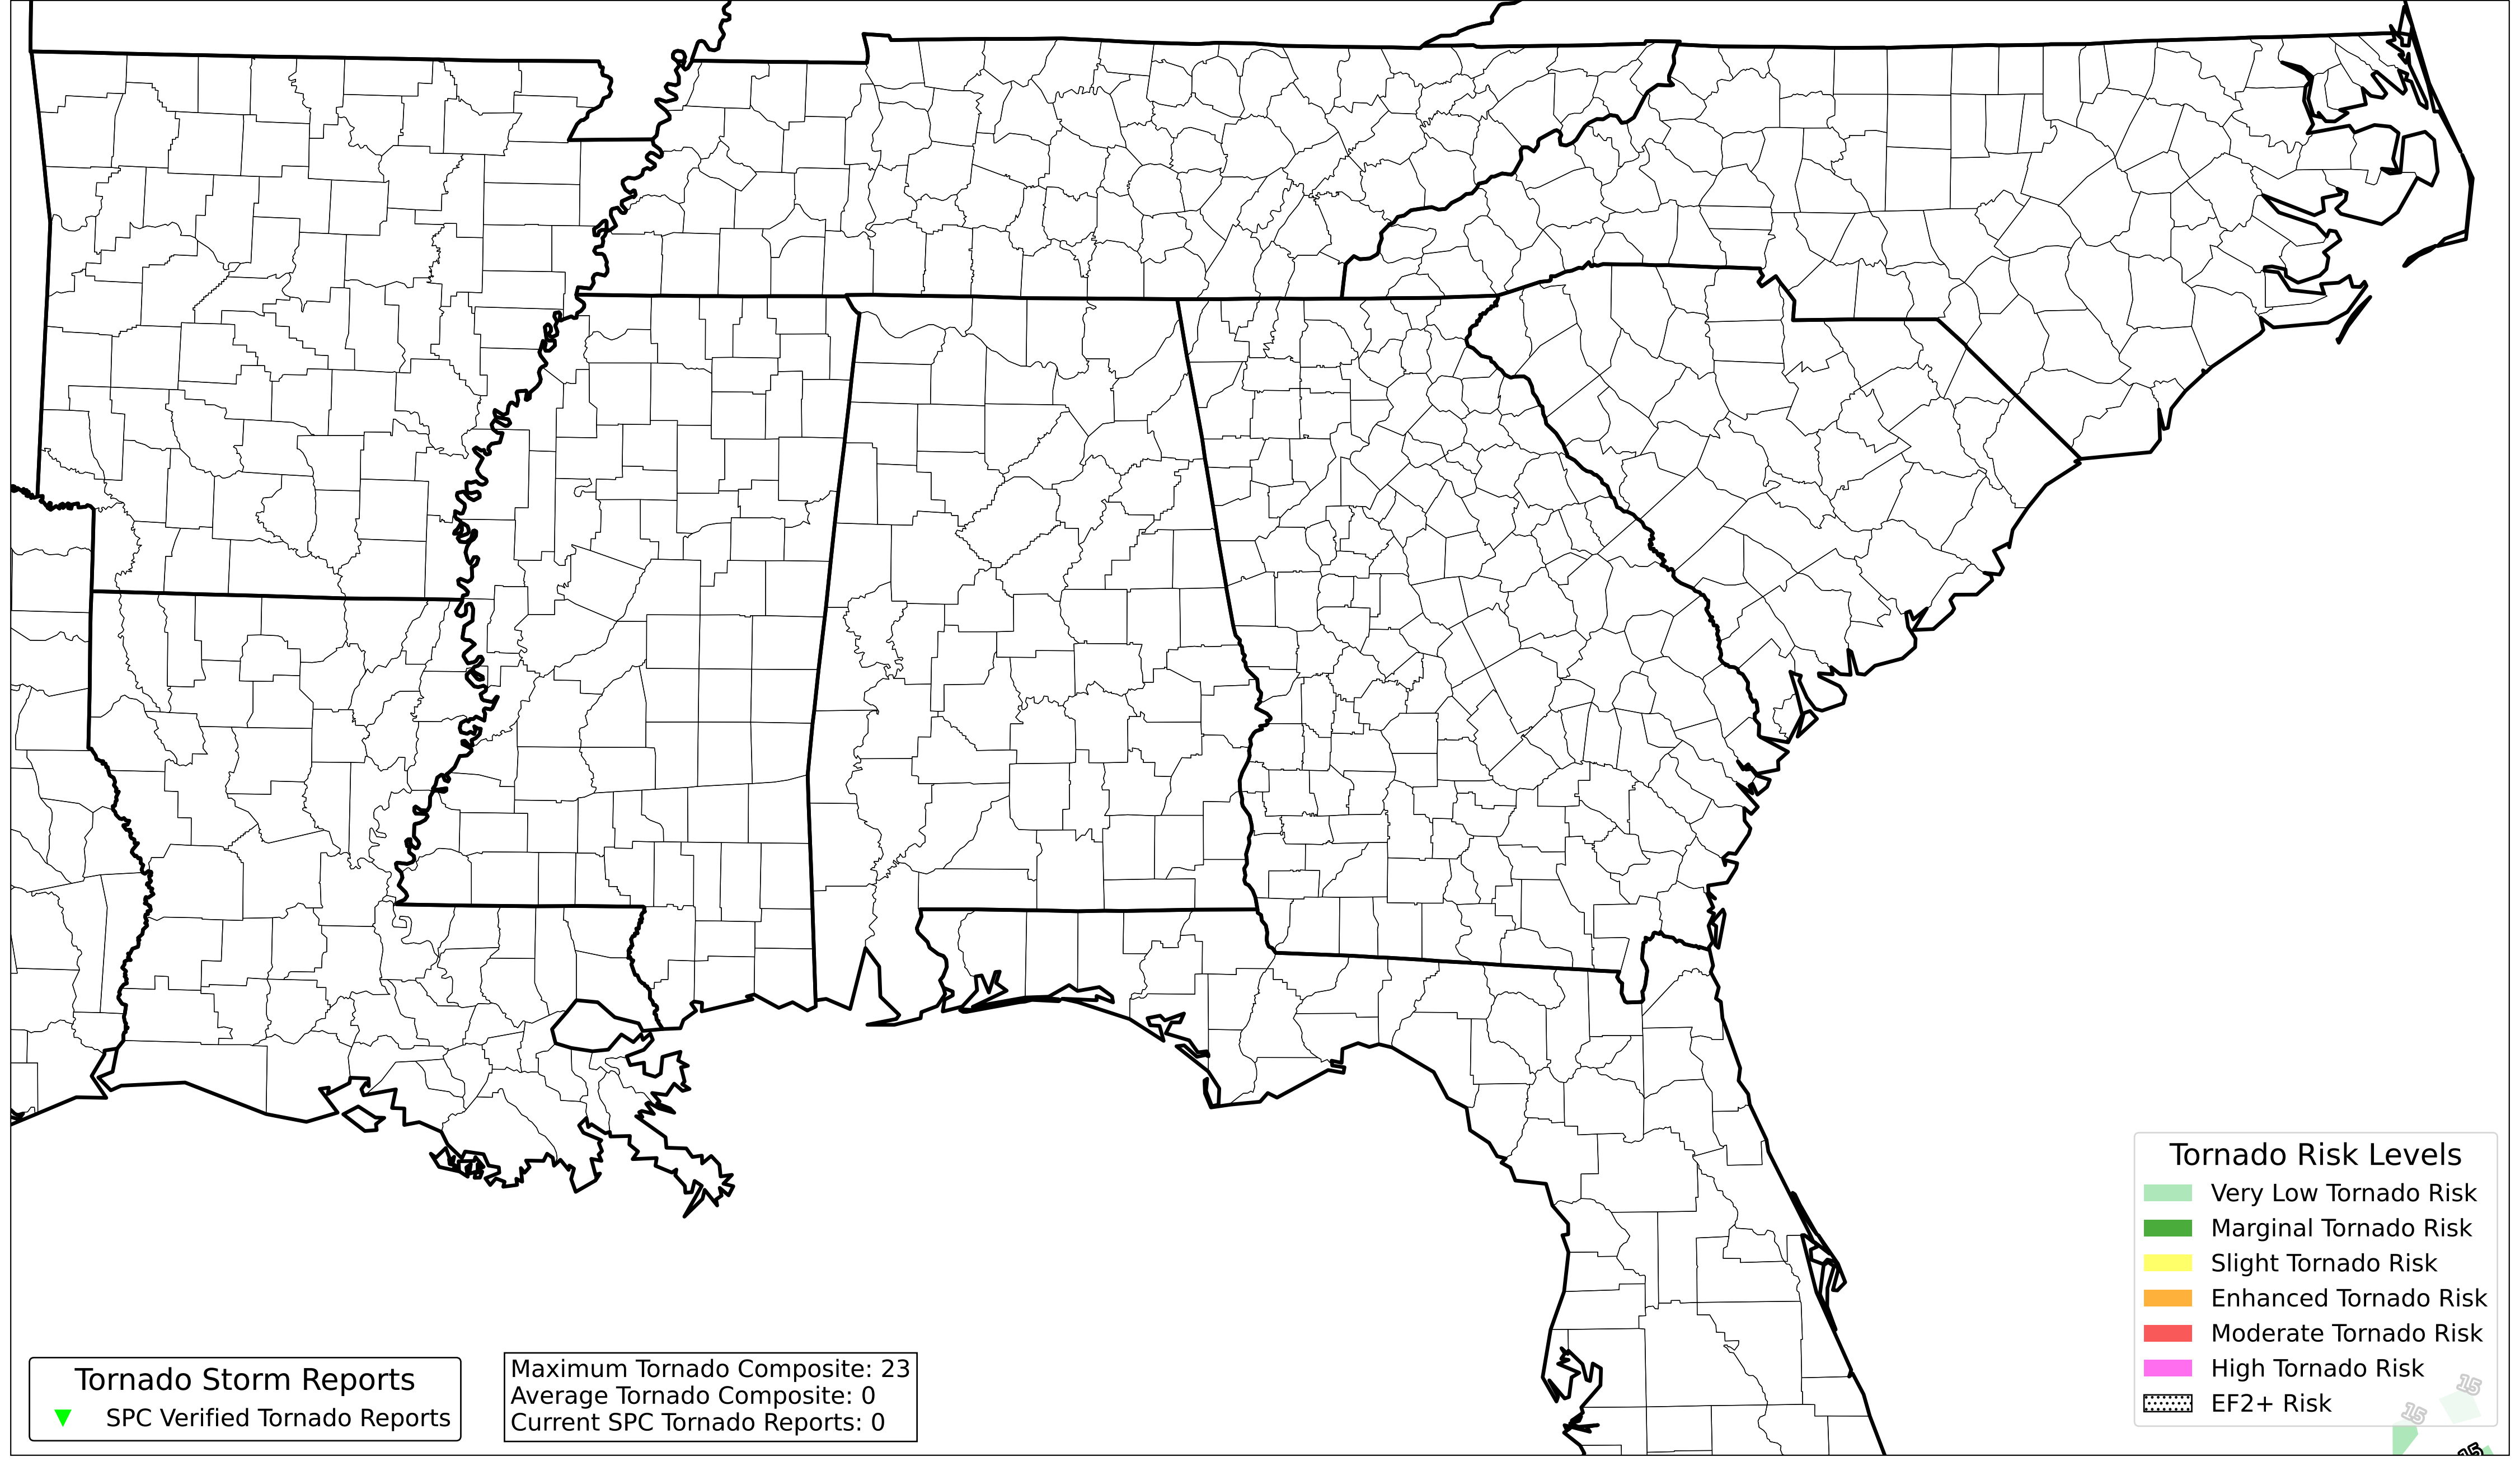 Tornado Risk Levels
Very Low Tornado Risk
Marginal Tornado Risk
Slight Tornado Risk
Enhanced Tornado Risk
Moderate Tornado Risk
High Tornado Risk
EF2+ Risk
15
15
15
Tornado Storm Reports
SPC Verified Tornado Reports
Maximum Tornado Composite: 23
Average Tornado Composite: 0
Current SPC Tornado Reports: 0